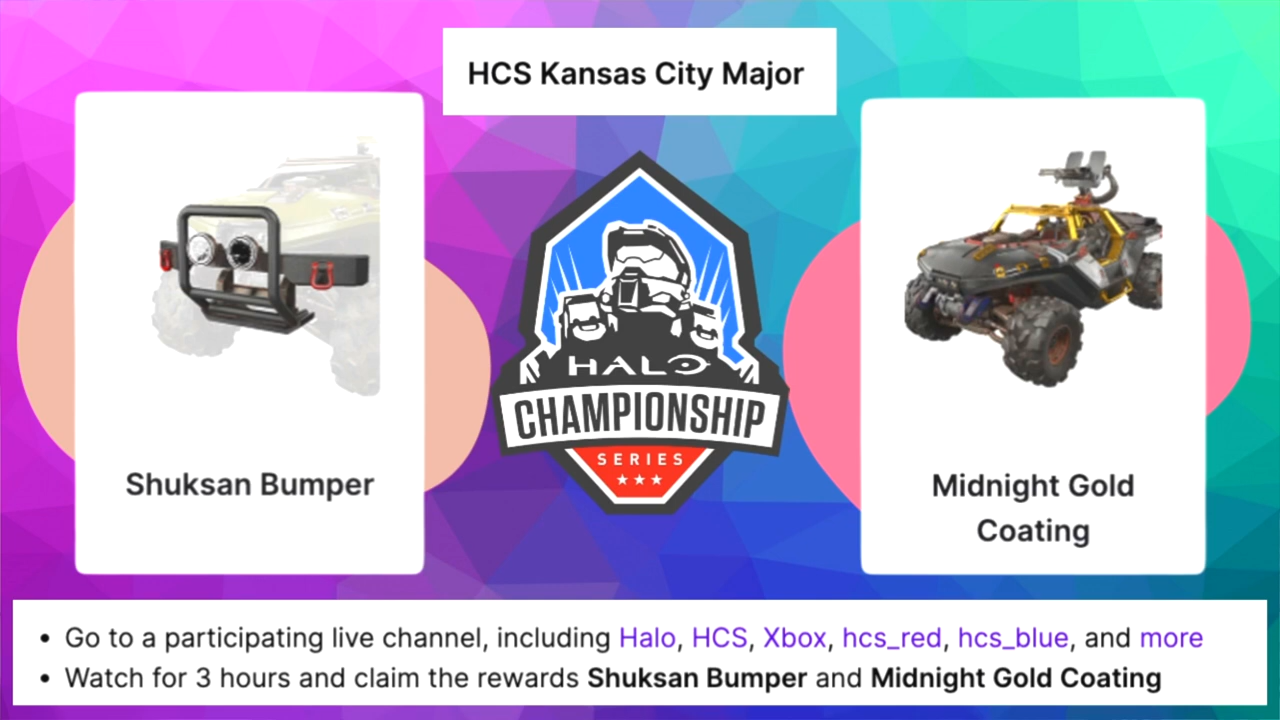 HCS Kansas City Major
HALO
CHAMPIONSHIP
SERIES
Shuksan Bumper
Midnight Gold
Coating
• Go to a participating live channel, including Halo, HCS, Xbox, hcs_red, hcs_blue, and more
• Watch for 3 hours and claim the rewards Shuksan Bumper and Midnight Gold Coating